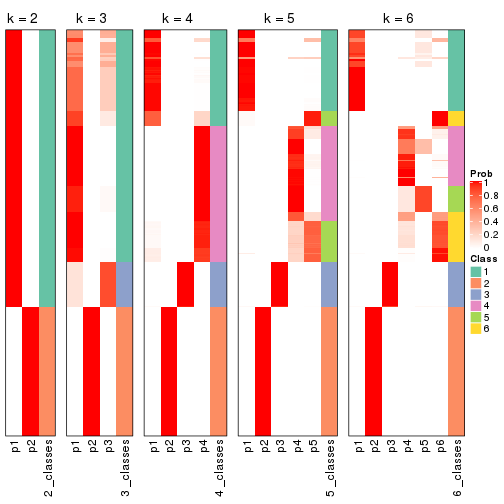 k = 2
k = 3
k = 4
k = 5
k = 6
p1
p2
2_classes
p1
p2
p3
3_classes
p1
p2
p3
p4
4_classes
p1
p2
p3
p4
p5
5_classes
p1
p2
p3
p4
p5
p6
6_classes
Prob
1
0.8
0.6
0.4
0.2
0
Class
1
2
3
4
5
6